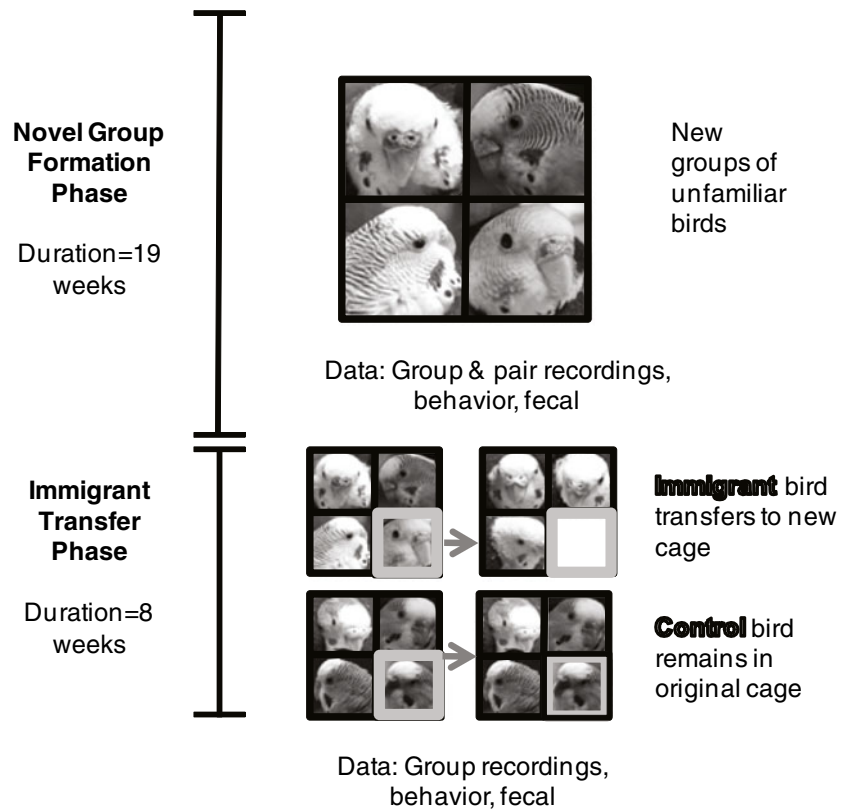 Novel Group
Formation
Phase
Duration=19
weeks
New
groups of
unfamiliar
birds
Data: Group & pair recordings,
behavior, fecal
Immigrant
Transfer
Phase
Duration=8
weeks
Immigrant bird
transfers to new
cage
Control bird
remains in
original cage
Data: Group recordings,
behavior, fecal